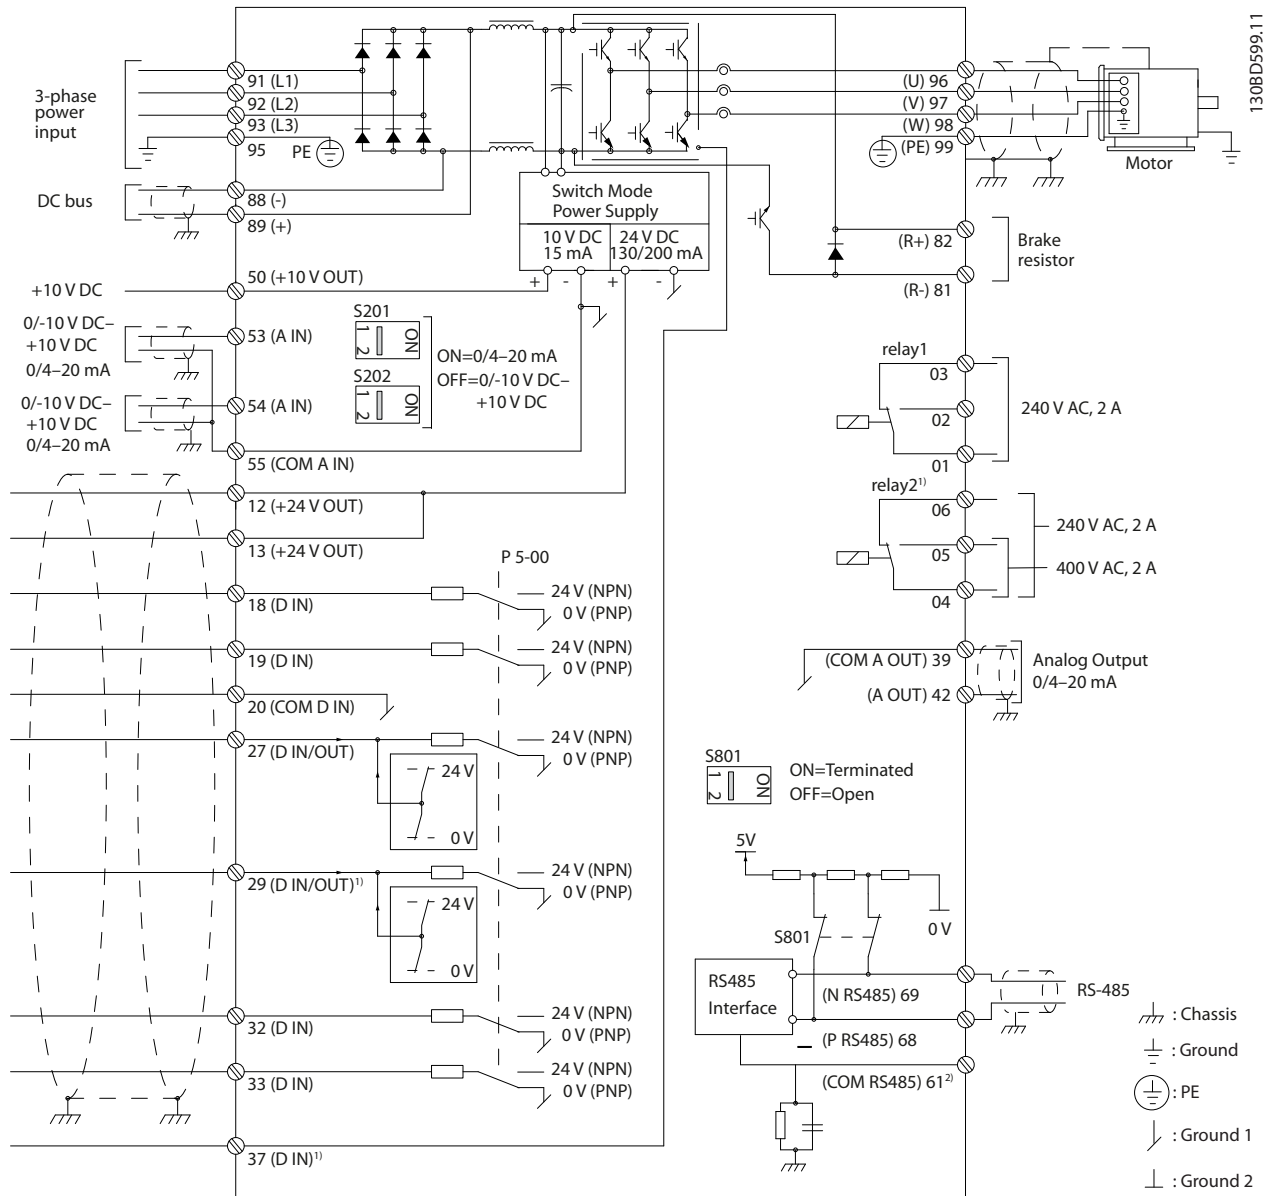 130BD599.11
3-phase
power
input
91 (L1)
92 (L2)
93 (L3)
95
PE
DC bus
88 (-)
89 (+)
Switch Mode
Power Supply
10 V DC
15 mA
24 V DC
130/200 mA
+ - + -
(U) 96
(V) 97
(W) 98
(PE) 99
Motor
(R+) 82
(R-) 81
Brake
resistor
+10 V DC
50 (+10 V OUT)
0/-10 V DC–
+10 V DC
0/4–20 mA
53 (A IN)
0/-10 V DC–
+10 V DC
0/4–20 mA
54 (A IN)
55 (COM A IN)
S201
1 2
ON
S202
1 2
ON
ON=0/4–20 mA
OFF=0/-10 V DC–
+10 V DC
relay1
03
02
01
240 V AC, 2 A
relay2¹⁾
06
05
04
240 V AC, 2 A
400 V AC, 2 A
12 (+24 V OUT)
13 (+24 V OUT)
P 5-00
18 (D IN)
24 V (NPN)
0 V (PNP)
19 (D IN)
24 V (NPN)
0 V (PNP)
20 (COM D IN)
27 (D IN/OUT)
24 V (NPN)
0 V (PNP)
24 V
0 V
29 (D IN/OUT)¹⁾
24 V (NPN)
0 V (PNP)
24 V
0 V
32 (D IN)
24 V (NPN)
0 V (PNP)
33 (D IN)
24 V (NPN)
0 V (PNP)
37 (D IN)¹⁾
(COM A OUT) 39
(A OUT) 42
Analog Output
0/4–20 mA
S801
1 2
ON
ON=Terminated
OFF=Open
5V
0 V
S801
RS485
Interface
(N RS485) 69
(P RS485) 68
(COM RS485) 61²⁾
RS-485
: Chassis
: Ground
: PE
: Ground 1
: Ground 2